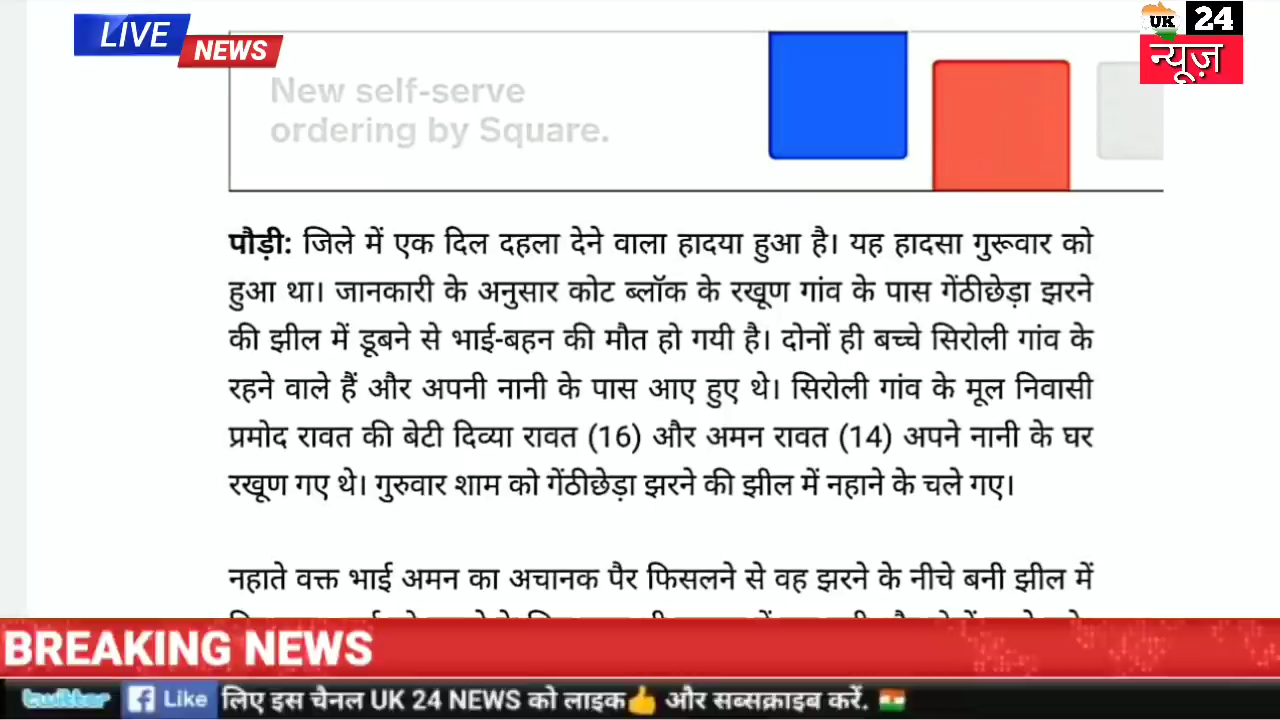 LIVE
NEWS
UK 24
न्यूज़
New self-serve
ordering by Square.
पौड़ी: जिले में एक दिल दहला देने वाला हादया हुआ है। यह हादसा गुरूवार को
हुआ था। जानकारी के अनुसार कोट ब्लॉक के रखूण गांव के पास गेंठीछेड़ा झरने
की झील में डूबने से भाई-बहन की मौत हो गयी है। दोनों ही बच्चे सिरोली गांव के
रहने वाले हैं और अपनी नानी के पास आए हुए थे। सिरोली गांव के मूल निवासी
प्रमोद रावत की बेटी दिव्या रावत (16) और अमन रावत (14) अपने नानी के घर
रखूण गए थे। गुरुवार शाम को गेंठीछेड़ा झरने की झील में नहाने के चले गए।
नहाते वक्त भाई अमन का अचानक पैर फिसलने से वह झरने के नीचे बनी झील में
BREAKING NEWS
twitter Like लिए इस चैनल UK 24 NEWS को लाइक👍 और सब्सक्राइब करें. 🇮🇳